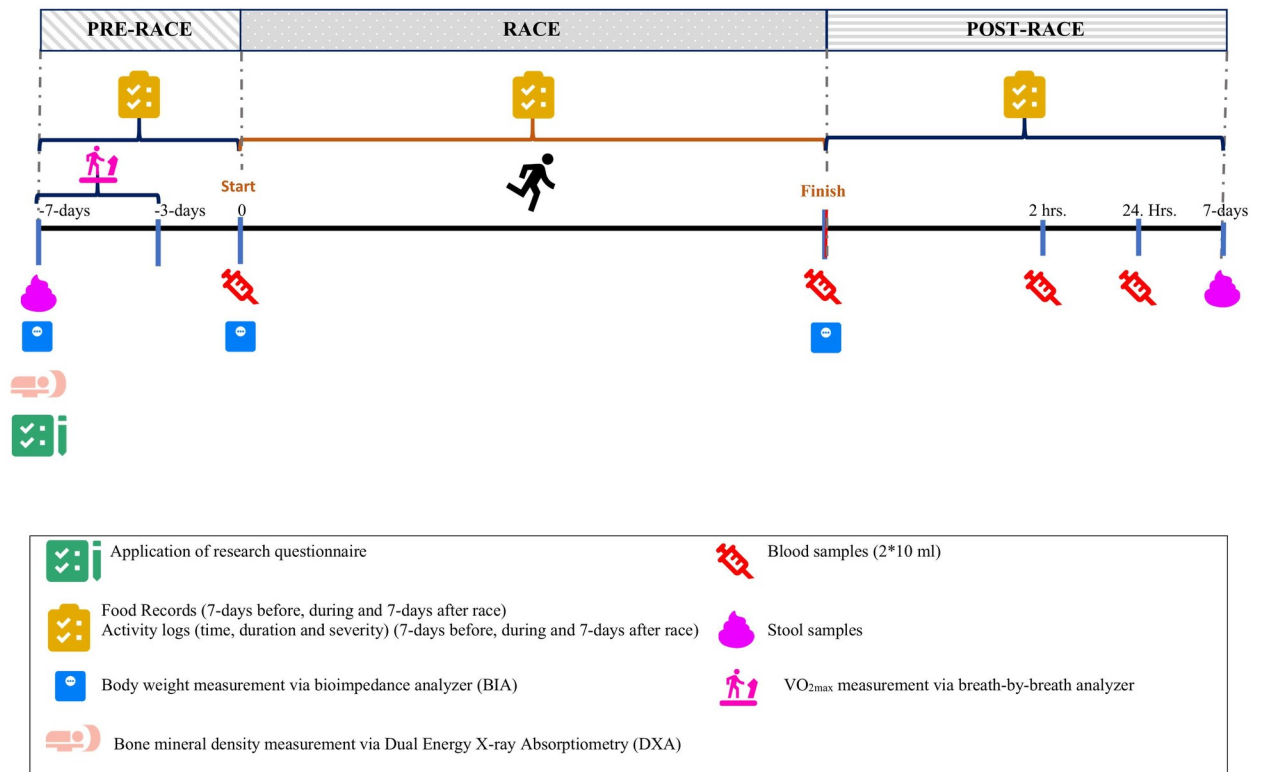 PRE-RACE
RACE
POST-RACE
Start
Finish
-7-days
-3-days
0
2 hrs.
24. Hrs.
7-days
Application of research questionnaire
Blood samples (2*10 ml)
Food Records (7-days before, during and 7-days after race)
Activity logs (time, duration and severity) (7-days before, during and 7-days after race)
Stool samples
Body weight measurement via bioimpedance analyzer (BIA)
VO2max measurement via breath-by-breath analyzer
Bone mineral density measurement via Dual Energy X-ray Absorptiometry (DXA)